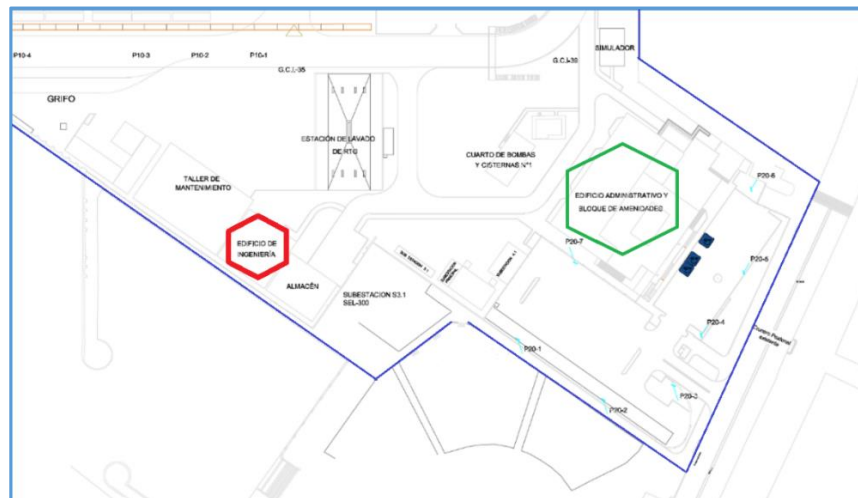 SIMULADOR
P10-4
P10-3
P10-2
P10-1
G.C.I-35
G.C.I-30
GRIFO
ESTACIÓN DE LAVADO
DE RTG
CUARTO DE BOMBAS
Y CISTERNAS N°1
TALLER DE
MANTENIMIENTO
P20-6
EDIFICIO ADMINISTRATIVO Y
BLOQUE DE AMENIDADES
P20-7
EDIFICIO DE
INGENIERÍA
P20-5
ALMACÉN
SUBESTACION S3.1
SEL-300
P20-4
P20-1
P20-2
P20-3